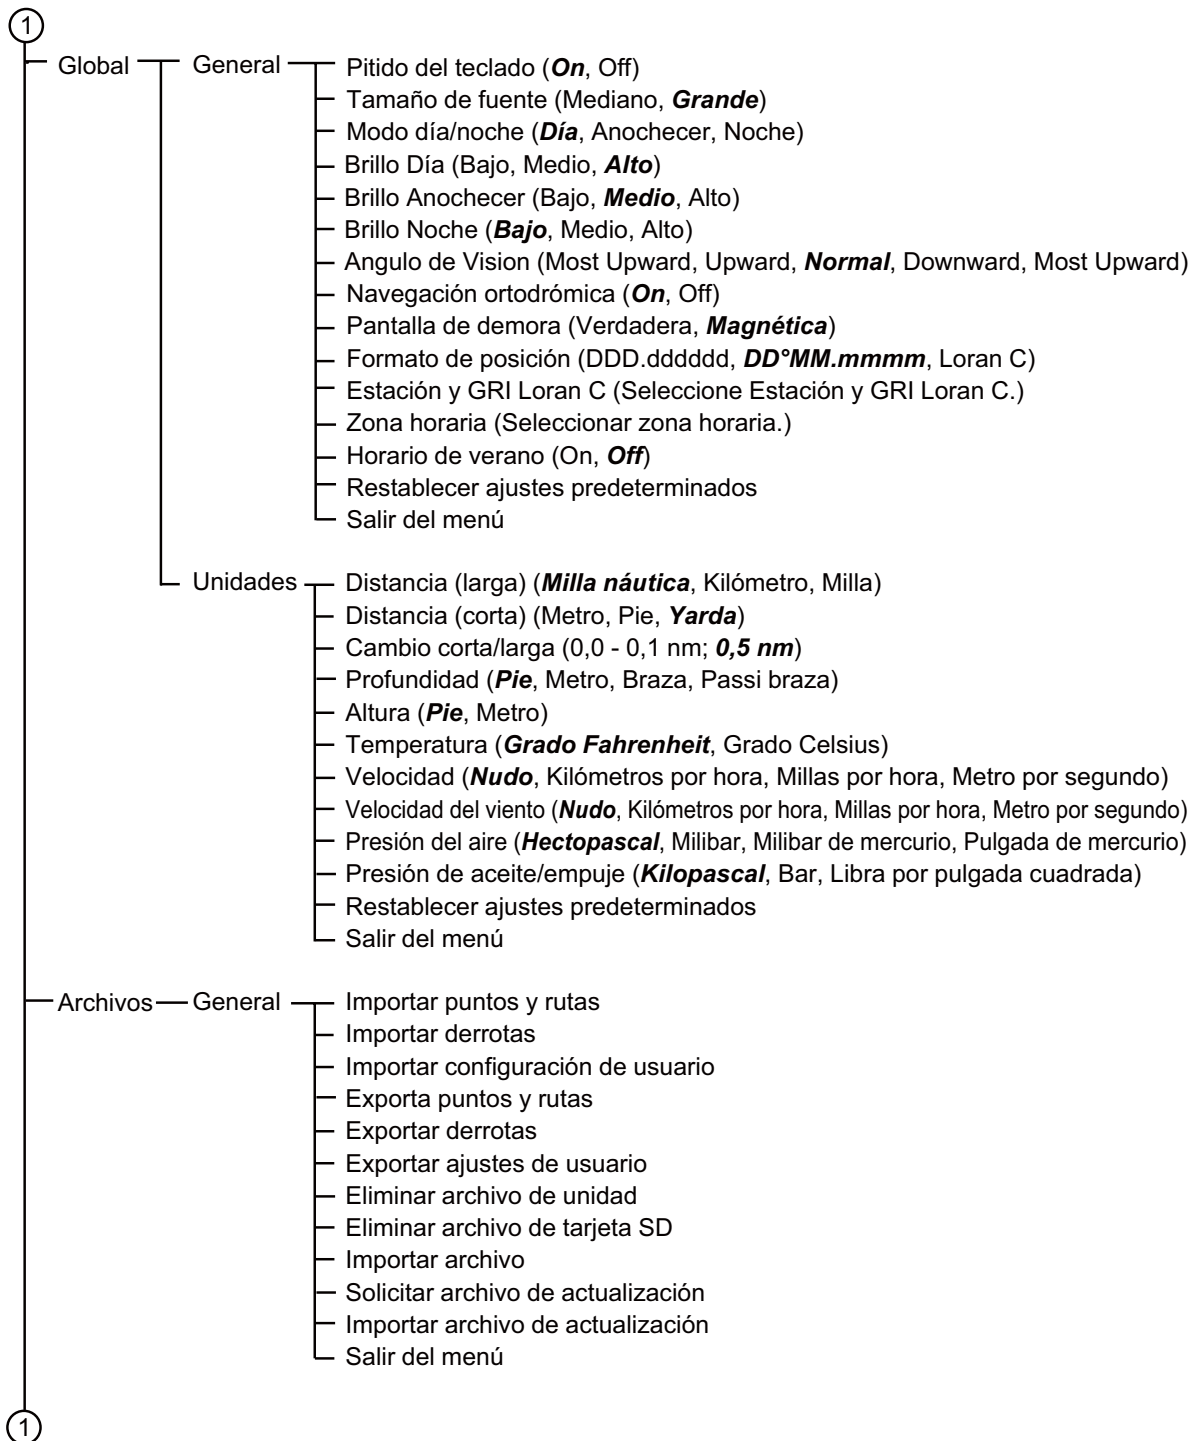 1
Global General Pitido del teclado (On, Off)
Tamaño de fuente (Mediano, Grande)
Modo día/noche (Día, Anochecer, Noche)
Brillo Día (Bajo, Medio, Alto)
Brillo Anochecer (Bajo, Medio, Alto)
Brillo Noche (Bajo, Medio, Alto)
Angulo de Vision (Most Upward, Upward, Normal, Downward, Most Upward)
Navegación ortodrómica (On, Off)
Pantalla de demora (Verdadera, Magnética)
Formato de posición (DDD.dddddd, DD°MM.mmmm, Loran C)
Estación y GRI Loran C (Seleccione Estación y GRI Loran C.)
Zona horaria (Seleccionar zona horaria.)
Horario de verano (On, Off)
Restablecer ajustes predeterminados
Salir del menú
Unidades Distancia (larga) (Milla náutica, Kilómetro, Milla)
Distancia (corta) (Metro, Pie, Yarda)
Cambio corta/larga (0,0 - 0,1 nm; 0,5 nm)
Profundidad (Pie, Metro, Braza, Passi braza)
Altura (Pie, Metro)
Temperatura (Grado Fahrenheit, Grado Celsius)
Velocidad (Nudo, Kilómetros por hora, Millas por hora, Metro por segundo)
Velocidad del viento (Nudo, Kilómetros por hora, Millas por hora, Metro por segundo)
Presión del aire (Hectopascal, Milibar, Milibar de mercurio, Pulgada de mercurio)
Presión de aceite/empuje (Kilopascal, Bar, Libra por pulgada cuadrada)
Restablecer ajustes predeterminados
Salir del menú
Archivos General Importar puntos y rutas
Importar derrotas
Importar configuración de usuario
Exporta puntos y rutas
Exportar derrotas
Exportar ajustes de usuario
Eliminar archivo de unidad
Eliminar archivo de tarjeta SD
Importar archivo
Solicitar archivo de actualización
Importar archivo de actualización
Salir del menú
1